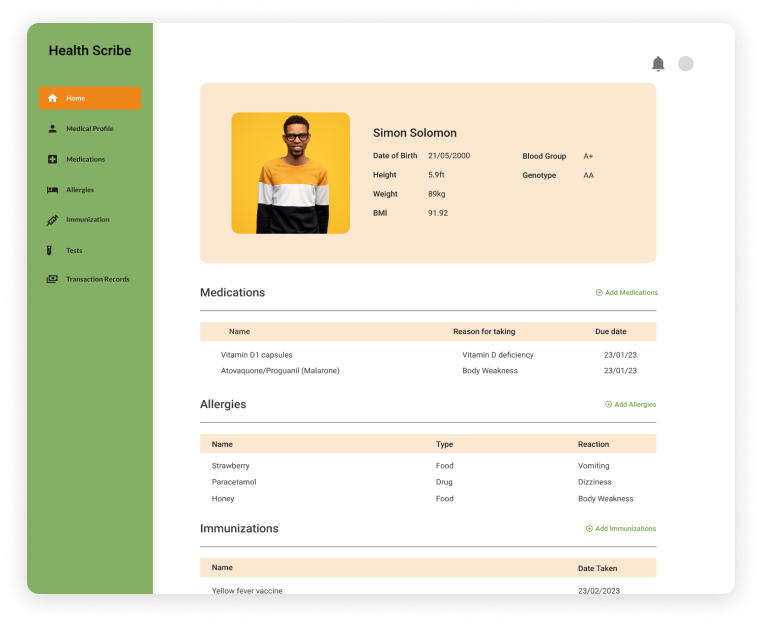 Health Scribe
Home
Medical Profile
Medications
Allergies
Immunization
Tests
Transaction Records
Simon Solomon
Date of Birth 21/05/2000 Blood Group A+
Height 5.9ft Genotype AA
Weight 89kg
BMI 91.92
Medications Add Medications
Name Reason for taking Due date
Vitamin D1 capsules Vitamin D deficiency 23/01/23
Atovaquone/Proguanil (Malarone) Body Weakness 23/01/23
Allergies Add Allergies
Name Type Reaction
Strawberry Food Vomiting
Paracetamol Drug Dizziness
Honey Food Body Weakness
Immunizations Add Immunizations
Name Date Taken
Yellow fever vaccine 23/02/2023